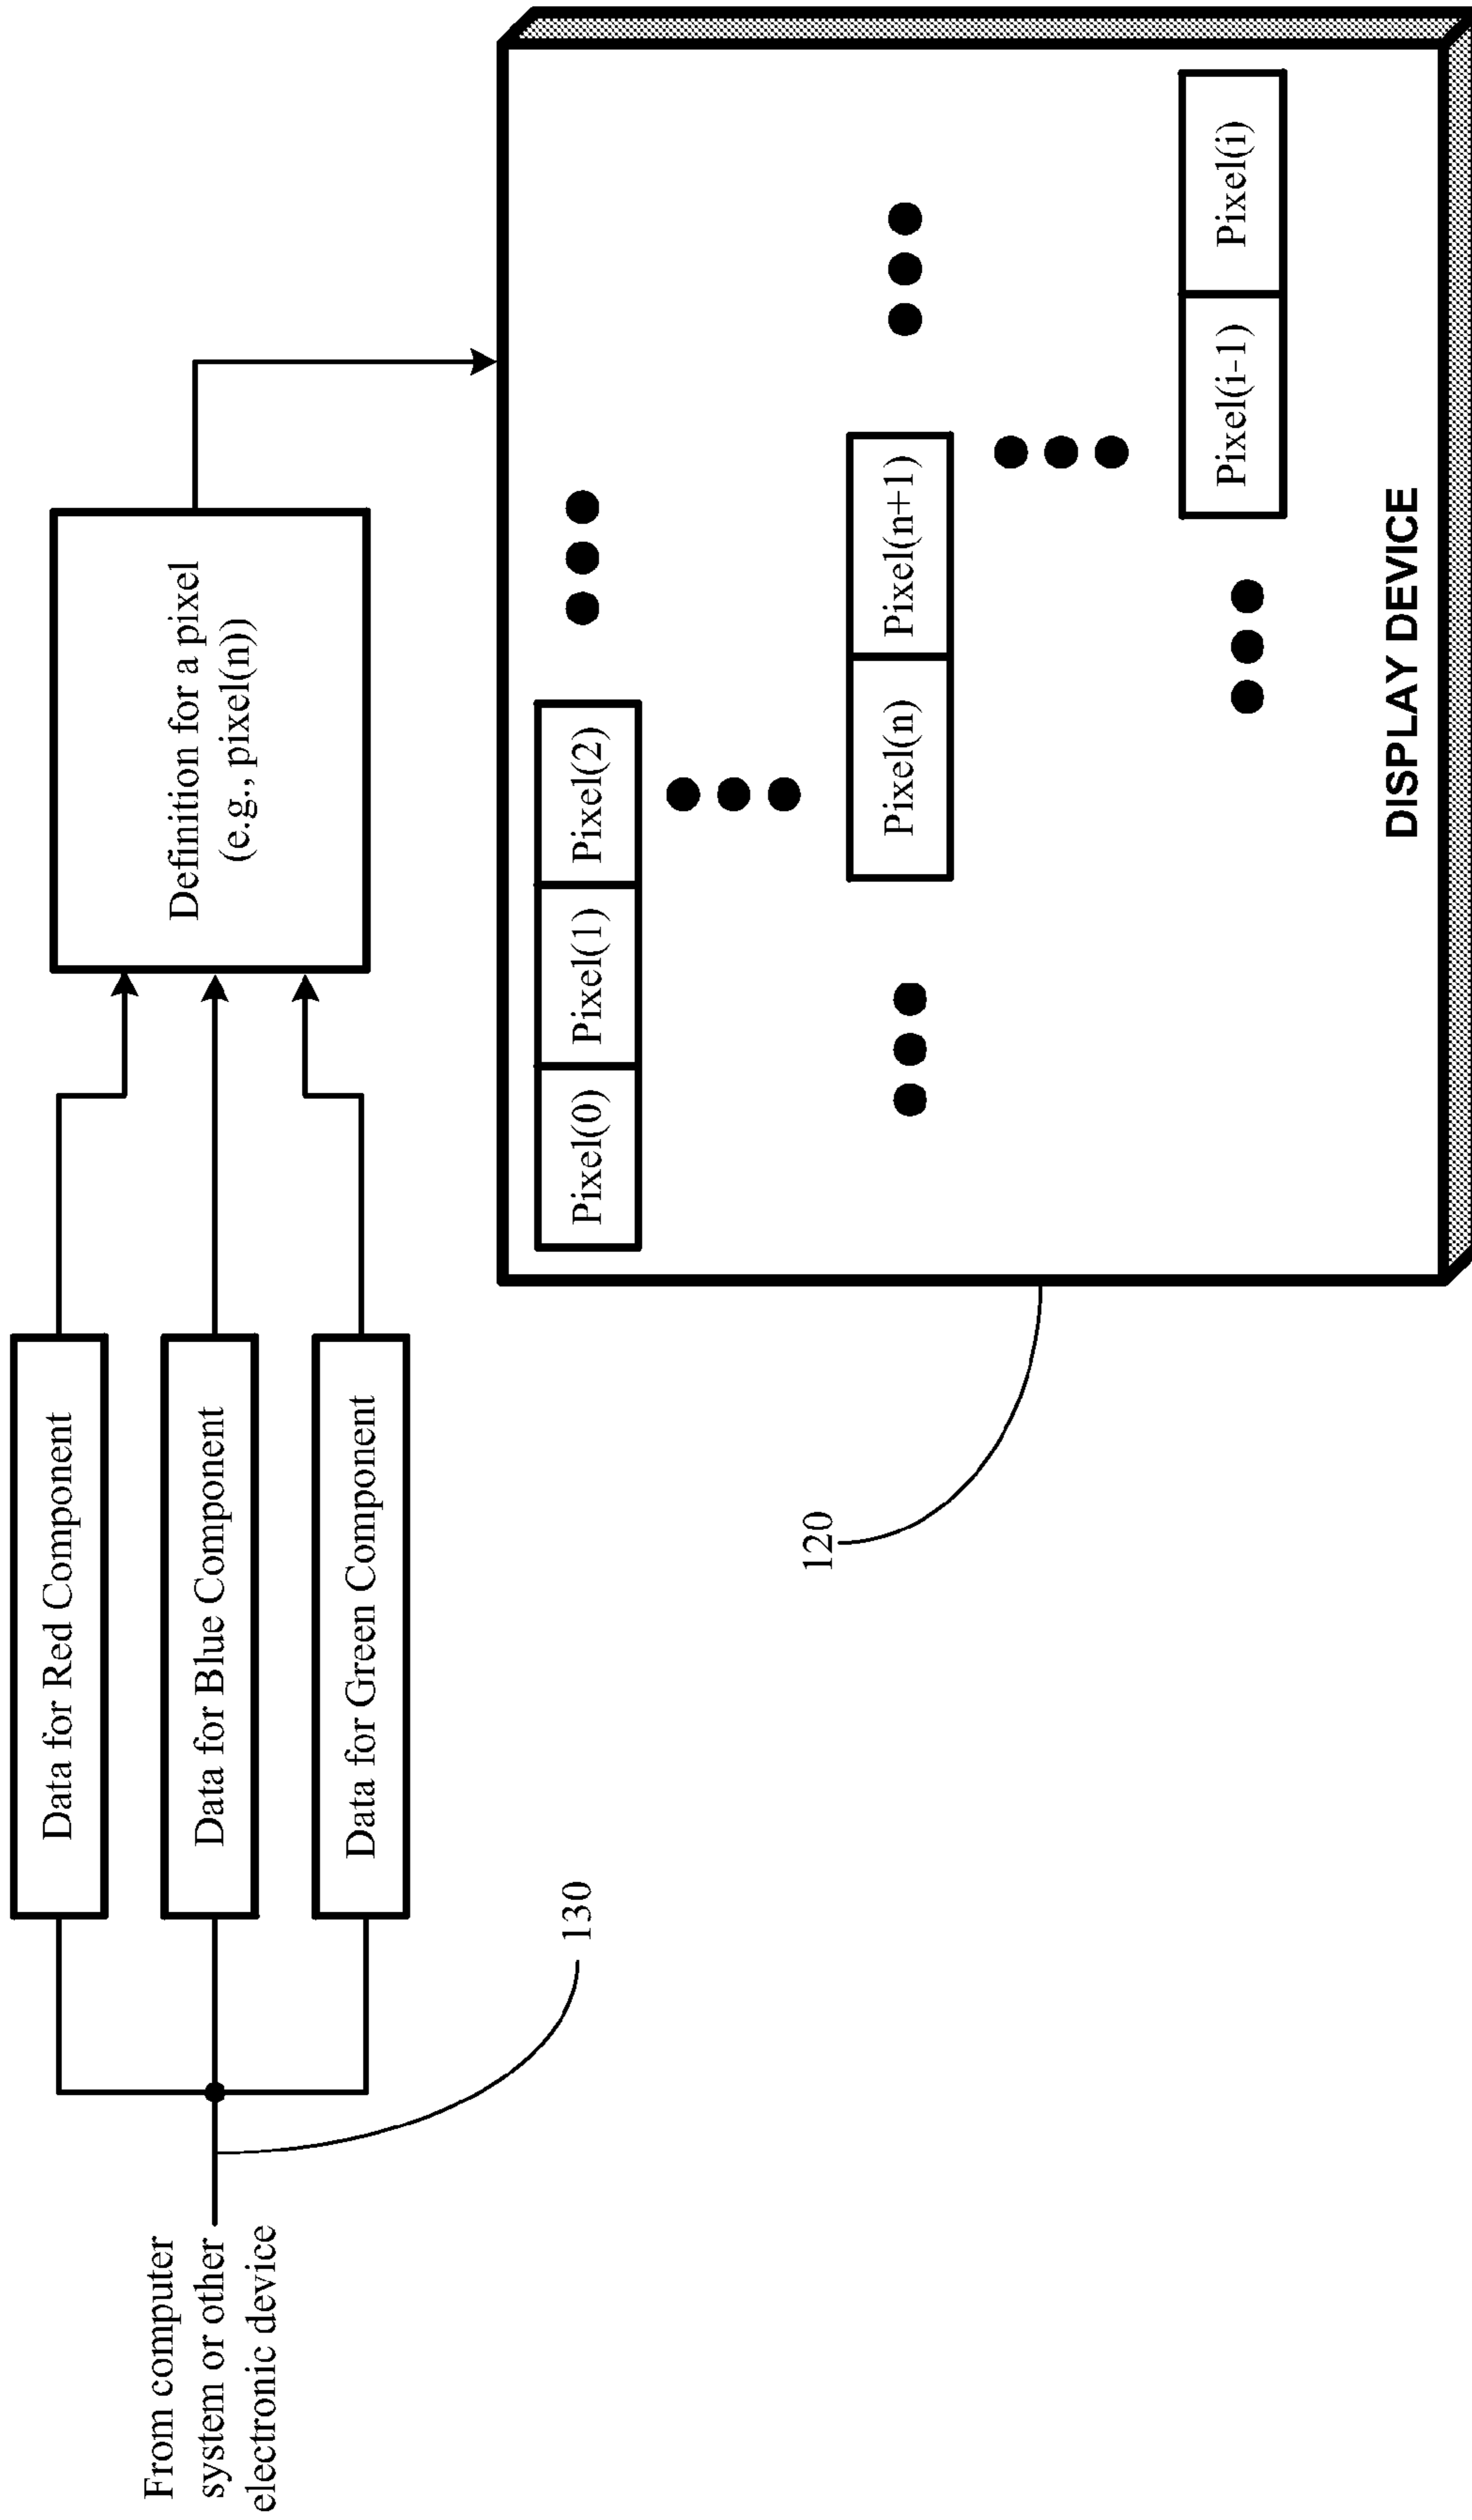 From computer
system or other
electronic device
130
Data for Red Component
Data for Blue Component
Data for Green Component
Definition for a pixel
(e.g., pixel(n))
120
Pixel(0)
Pixel(1)
Pixel(2)
Pixel(n)
Pixel(n+1)
Pixel(i-1)
Pixel(i)
DISPLAY DEVICE